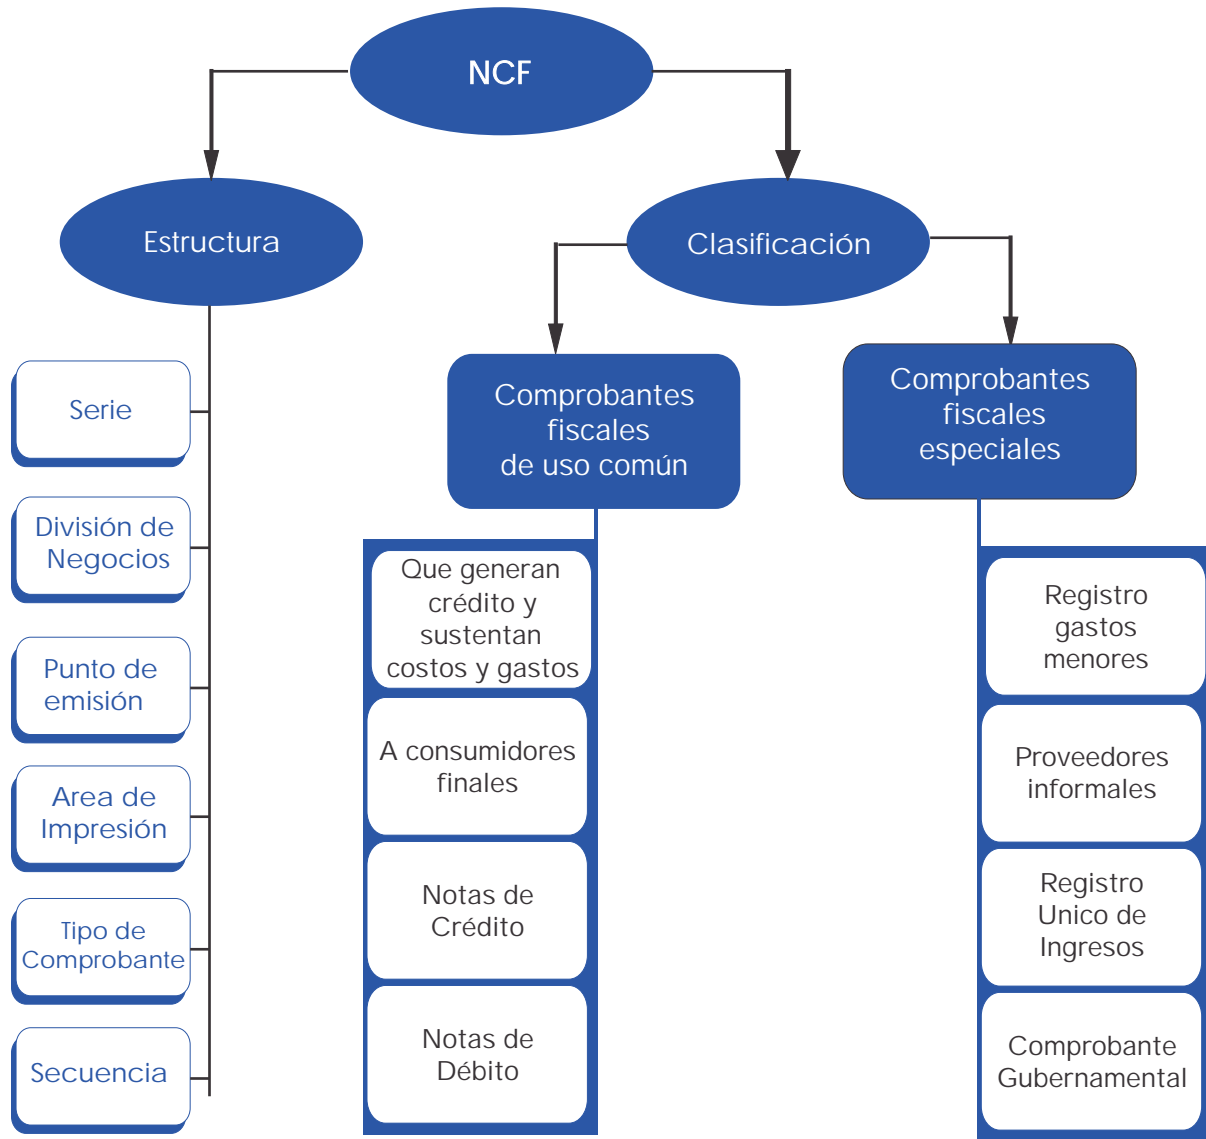 NCF
Estructura
Clasificación
Serie
División de
Negocios
Punto de
emisión
Area de
Impresión
Tipo de
Comprobante
Secuencia
Comprobantes
fiscales
de uso común
Que generan
crédito y
sustentan
costos y gastos
A consumidores
finales
Notas de
Crédito
Notas de
Débito
Comprobantes
fiscales
especiales
Registro
gastos
menores
Proveedores
informales
Registro
Unico de
Ingresos
Comprobante
Gubernamental